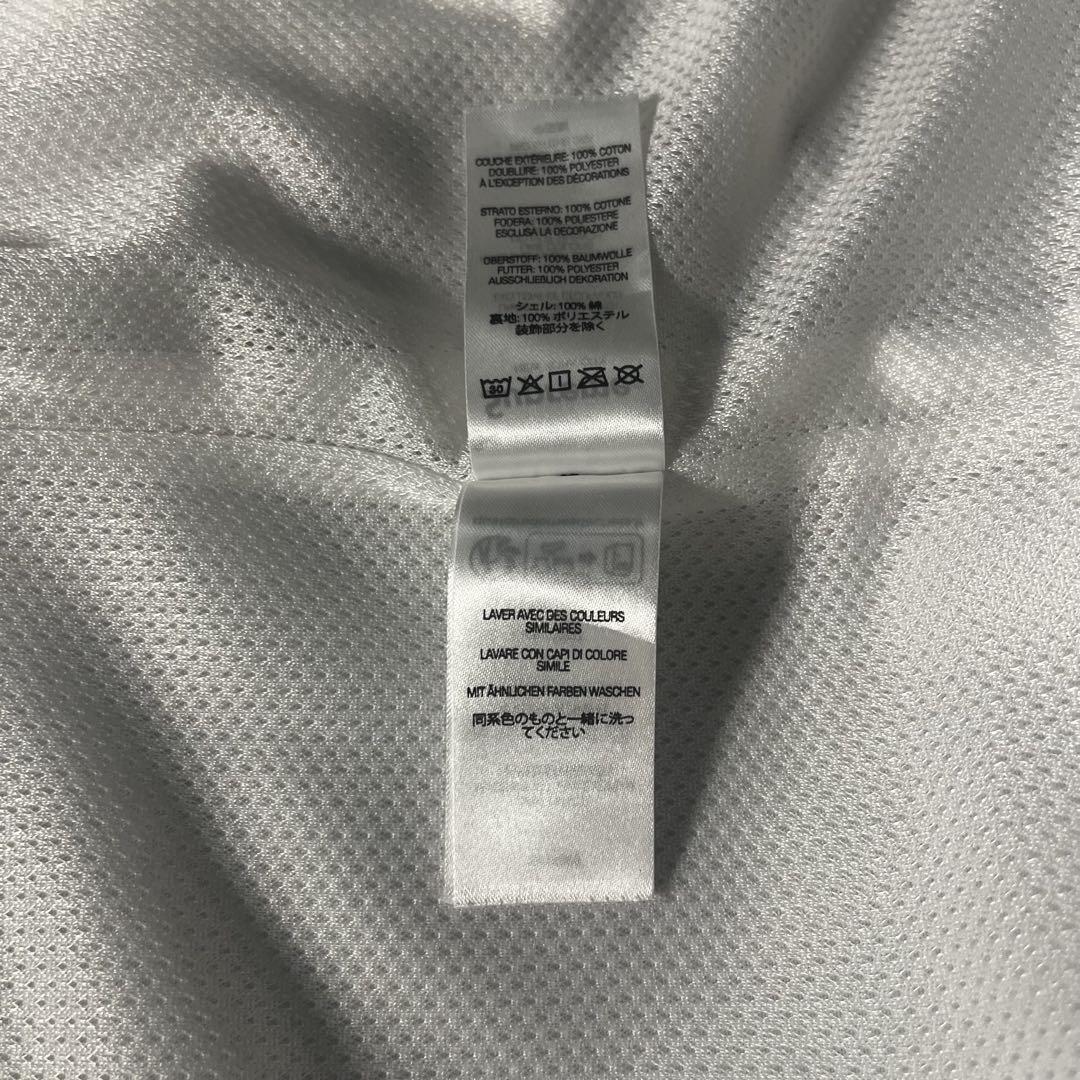 COUCHE EXTÉRIEURE: 100% COTON
DOUBLURE: 100% POLYESTER
À L'EXCEPTION DES DÉCORATIONS
STRATO ESTERNO: 100% COTONE
FODERA: 100% POLIESTERE
ESCLUSA LA DECORAZIONE
OBERSTOFF: 100% BAUMWOLLE
FUTTER: 100% POLYESTER
AUSSCHLIEßLICH DEKORATION
シェル: 100% 綿
裏地: 100% ポリエステル
装飾部分を除く
30
LAVER AVEC DES COULEURS
SIMILAIRES
LAVARE CON CAPI DI COLORE
SIMILE
MIT ÄHNLICHEN FARBEN WASCHEN
同系色のものと一緒に洗っ
てください